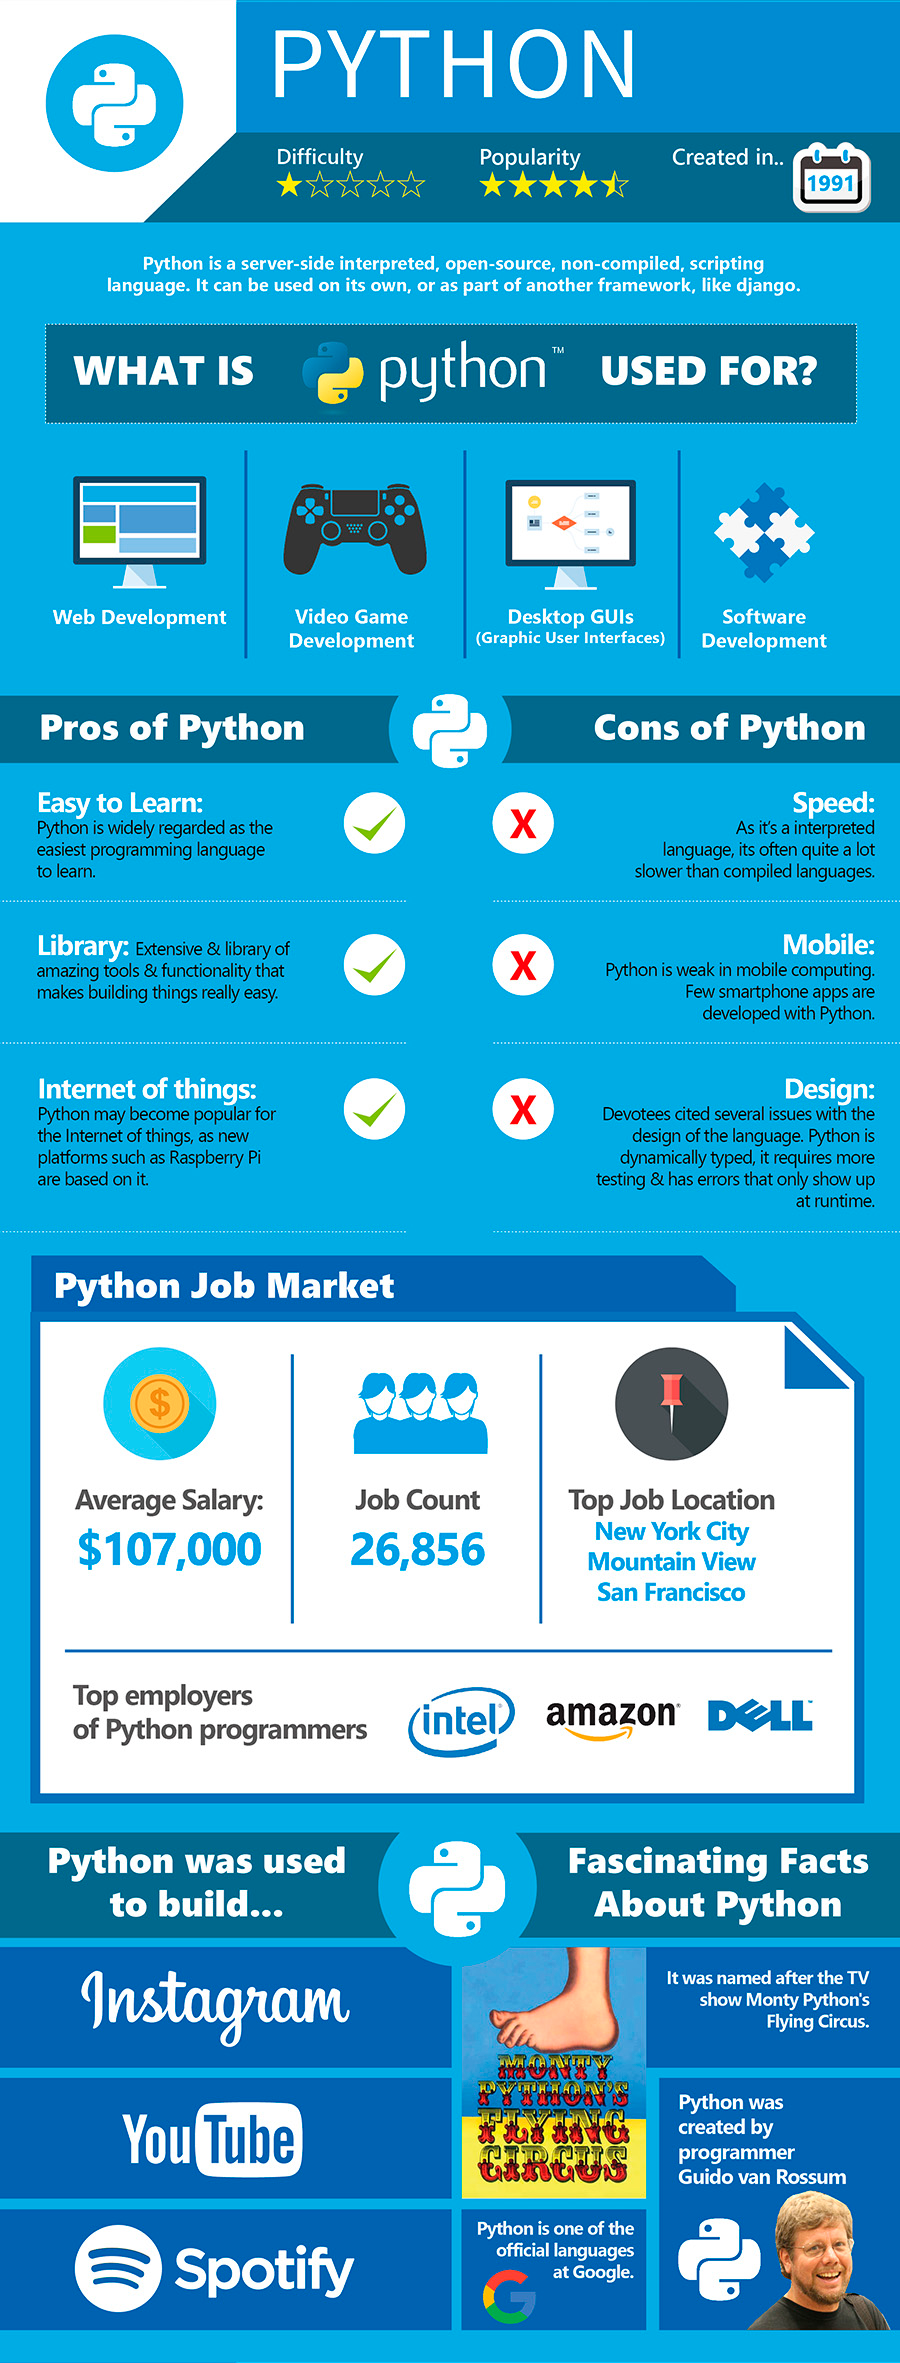 PYTHON
Difficulty
Popularity
Created in..
1991
Python is a server-side interpreted, open-source, non-compiled, scripting
language. It can be used on its own, or as part of another framework, like django.
WHAT IS python™ USED FOR?
Web Development
Video Game
Development
Desktop GUIs
(Graphic User Interfaces)
Software
Development
Pros of Python
Cons of Python
Easy to Learn:
Python is widely regarded as the
easiest programming language
to learn.
X
Speed:
As it's a interpreted
language, its often quite a lot
slower than compiled languages.
Library: Extensive & library of
amazing tools & functionality that
makes building things really easy.
X
Mobile:
Python is weak in mobile computing.
Few smartphone apps are
developed with Python.
Internet of things:
Python may become popular for
the Internet of things, as new
platforms such as Raspberry Pi
are based on it.
X
Design:
Devotees cited several issues with the
design of the language. Python is
dynamically typed, it requires more
testing & has errors that only show up
at runtime.
Python Job Market
$
Average Salary:
$107,000
Job Count
26,856
Top Job Location
New York City
Mountain View
San Francisco
Top employers
of Python programmers
intel®
amazon®
DELL™
Python was used
to build...
Fascinating Facts
About Python
Instagram
YouTube
Spotify
MONTY
PYTHON'S
FLYING
CIRCUS
It was named after the TV
show Monty Python's
Flying Circus.
Python was
created by
programmer
Guido van Rossum
Python is one of the
official languages
at Google.
G